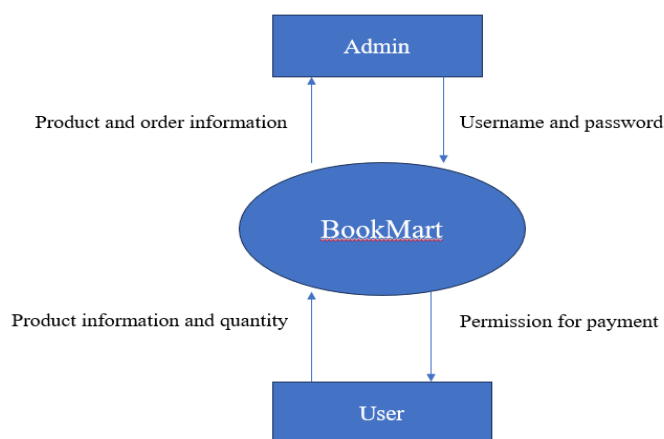 Admin
Product and order information
Username and password
BookMart
Product information and quantity
Permission for payment
User